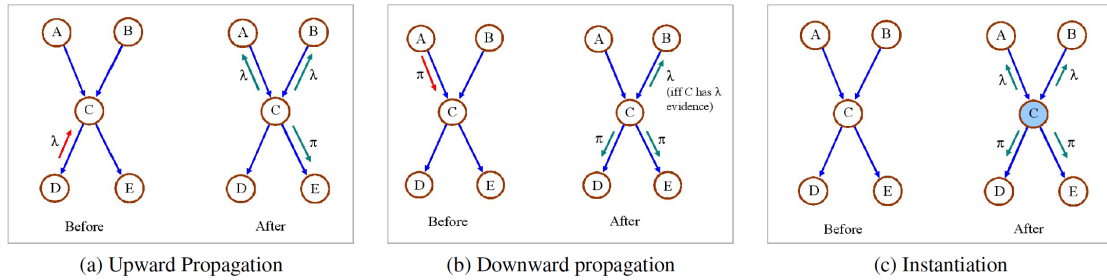 A B A B
C C
λ λ λ π
D E D E
Before After
(a) Upward Propagation
A B A B
π λ
(iff C has λ
evidence)
C C
π π
D E D E
Before After
(b) Downward propagation
A B A B
λ λ
C C
π π
D E D E
Before After
(c) Instantiation